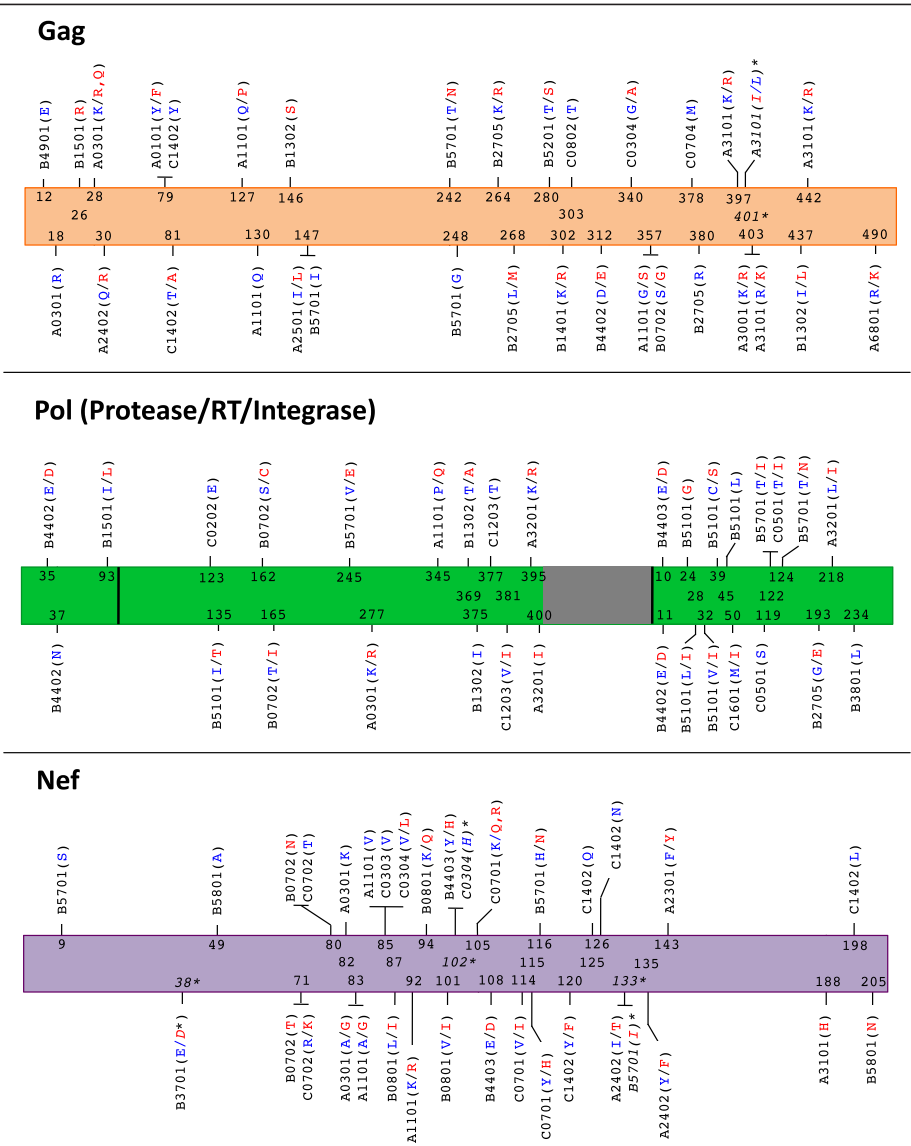 Gag
B4901(E)
B1501(R)
A0301(K/R,Q)
A0101(Y/F)
C1402(Y)
A1101(Q/P)
B1302(S)
B5701(T/N)
B2705(K/R)
B5201(T/S)
C0802(T)
C0304(G/A)
C0704(M)
A3101(K/R)
A3101(I/L)*
A3101(K/R)
12 28 79 127 146 242 264 280 340 378 397 442
26 303 401*
18 30 81 130 147 248 268 302 312 357 380 403 437 490
A0301(R)
A2402(Q/R)
C1402(T/A)
A1101(Q)
A2501(I/L)
B5701(I)
B5701(G)
B2705(L/M)
B1401(K/R)
B4402(D/E)
A1101(G/S)
B0702(S/G)
B2705(R)
A3001(K/R)
A3101(R/K)
B1302(I/L)
A6801(R/K)
Pol (Protease/RT/Integrase)
B4402(E/D)
B1501(I/L)
C0202(E)
B0702(S/C)
B5701(V/E)
A1101(P/Q)
B1302(T/A)
C1203(T)
A3201(K/R)
B4403(E/D)
B5101(G)
B5101(C/S)
B5101(L)
B5701(T/I)
C0501(T/I)
B5701(T/N)
A3201(L/I)
35 93 123 162 245 345 377 395 10 24 39 124 218
369 381 28 45 122
37 135 165 277 375 400 11 32 50 119 193 234
B4402(N)
B5101(I/T)
B0702(T/I)
A0301(K/R)
B1302(I)
C1203(V/I)
A3201(I)
B4402(E/D)
B5101(L/I)
B5101(V/I)
C1601(M/I)
C0501(S)
B2705(G/E)
B3801(L)
Nef
B5701(S)
B5801(A)
B0702(N)
C0702(T)
A0301(K)
A1101(V)
C0303(V)
C0304(V/L)
B0801(K/Q)
B4403(Y/H)
C0304(H)*
C0701(K/Q,R)
B5701(H/N)
C1402(Q)
C1402(N)
A2301(F/Y)
C1402(L)
9 49 80 85 94 105 116 126 143 198
82 87 102* 115 125 135
38* 71 83 92 101 108 114 120 133* 188 205
B3701(E/D*)
B0702(T)
C0702(R/K)
A0301(A/G)
A1101(A/G)
B0801(L/I)
A1101(K/R)
B0801(V/I)
B4403(E/D)
C0701(V/I)
C0701(Y/H)
C1402(Y/F)
A2402(I/T)
B5701(I)*
A2402(Y/F)
A3101(H)
B5801(N)